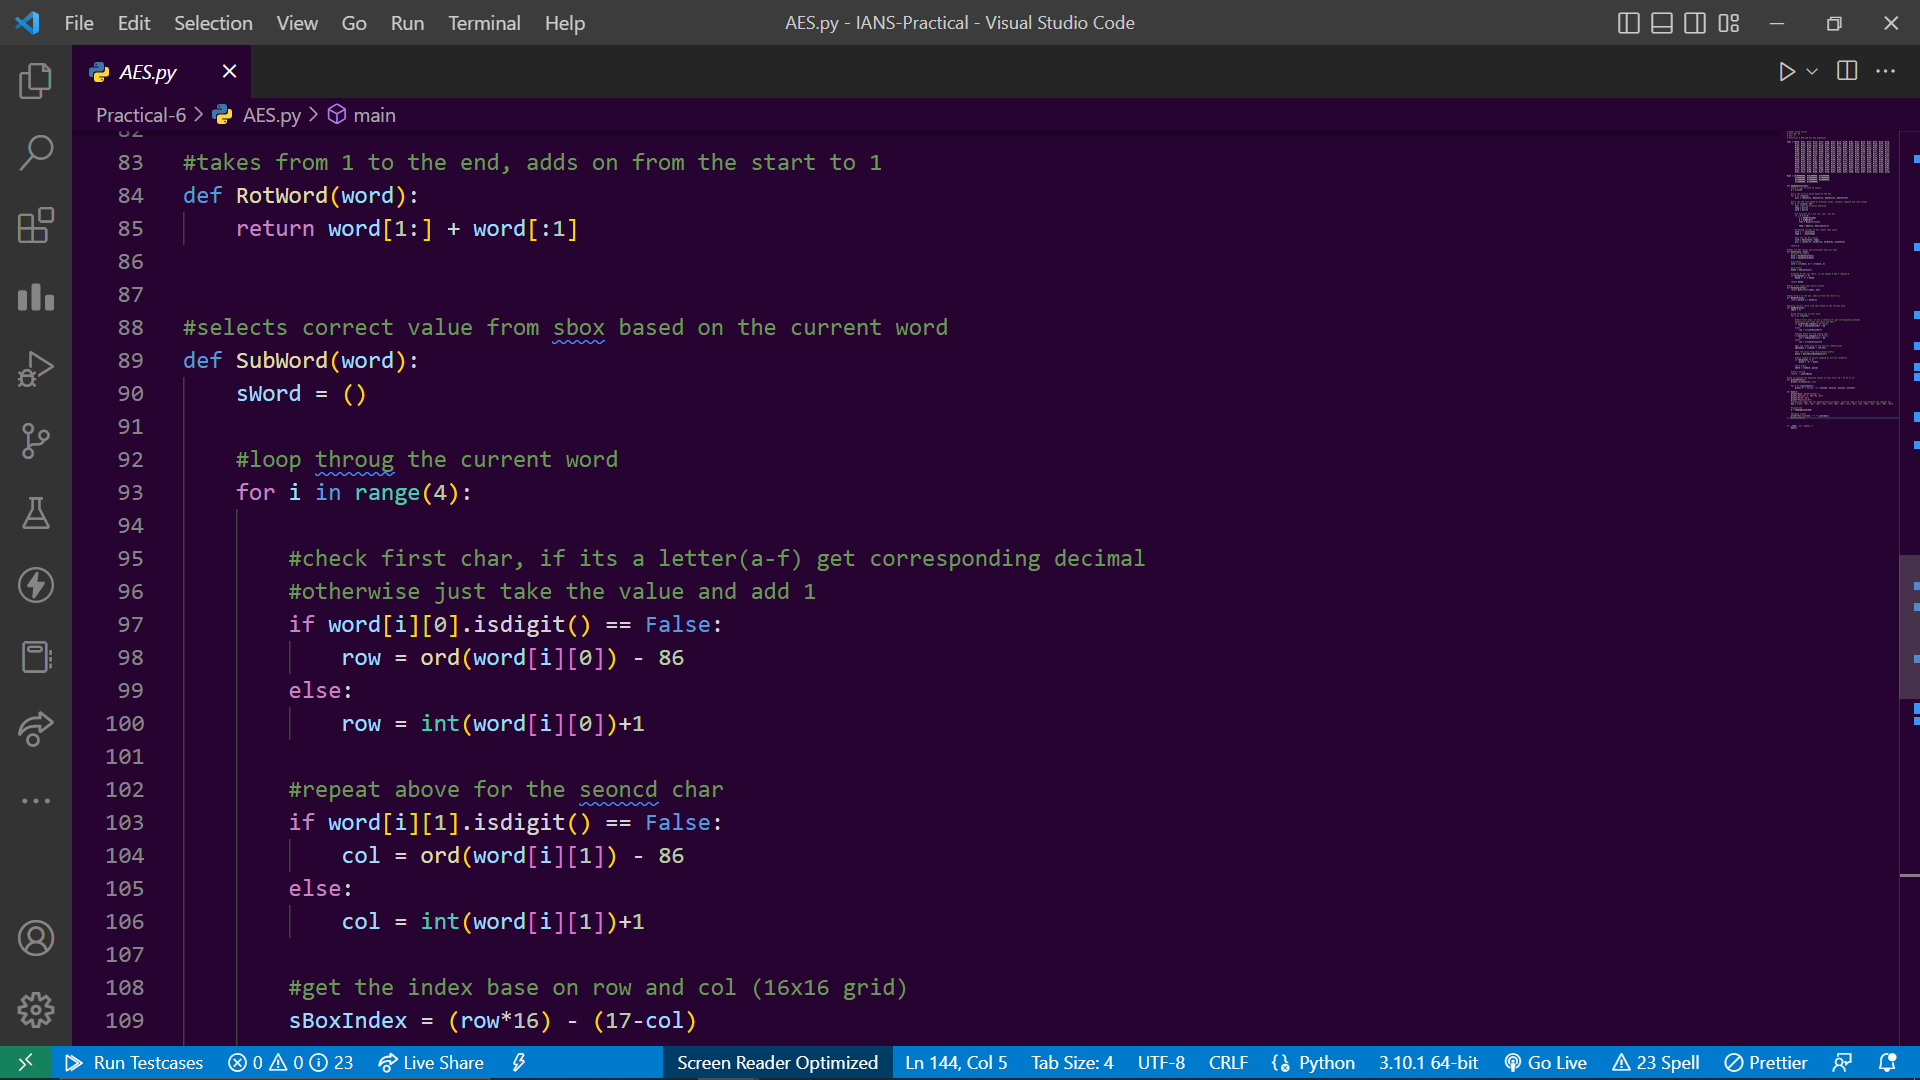 File Edit Selection View Go Run Terminal Help
AES.py - IANS-Practical - Visual Studio Code
AES.py
Practical-6 > AES.py > main
82
83 #takes from 1 to the end, adds on from the start to 1
84 def RotWord(word):
85 return word[1:] + word[:1]
86
87
88 #selects correct value from sbox based on the current word
89 def SubWord(word):
90 sWord = ()
91
92 #loop throug the current word
93 for i in range(4):
94
95 #check first char, if its a letter(a-f) get corresponding decimal
96 #otherwise just take the value and add 1
97 if word[i][0].isdigit() == False:
98 row = ord(word[i][0]) - 86
99 else:
100 row = int(word[i][0])+1
101
102 #repeat above for the seoncd char
103 if word[i][1].isdigit() == False:
104 col = ord(word[i][1]) - 86
105 else:
106 col = int(word[i][1])+1
107
108 #get the index base on row and col (16x16 grid)
109 sBoxIndex = (row*16) - (17-col)
Run Testcases 0 0 23 Live Share Screen Reader Optimized Ln 144, Col 5 Tab Size: 4 UTF-8 CRLF Python 3.10.1 64-bit Go Live 23 Spell Prettier